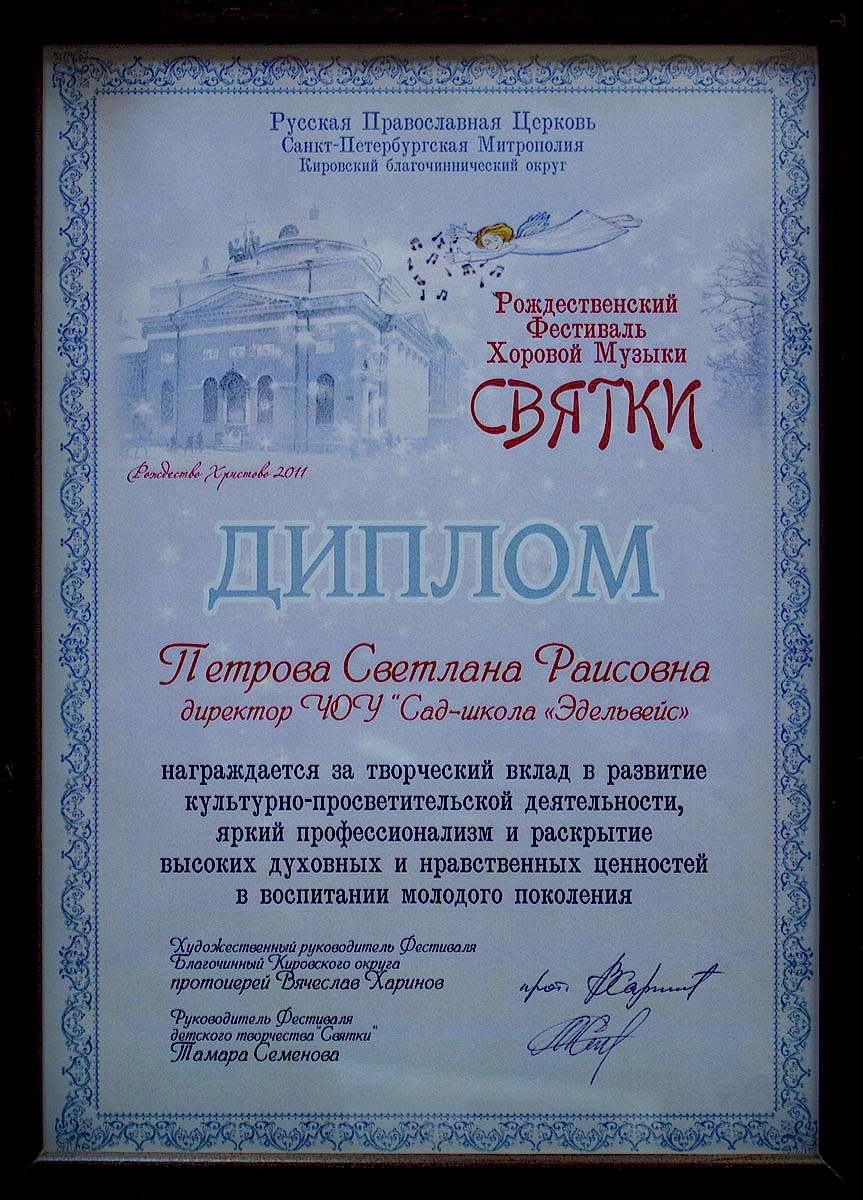 Русская Православная Церковь
Санкт-Петербургская Митрополия
Кировский благочиннический округ
Рождественский
Фестиваль
Хоровой Музыки
СВЯТКИ
Рождество Христово 2011
ДИПЛОМ
Петрова Светлана Раисовна
директор ЧОУ "Сад-школа «Эдельвейс»
награждается за творческий вклад в развитие
культурно-просветительской деятельности,
яркий профессионализм и раскрытие
высоких духовных и нравственных ценностей
в воспитании молодого поколения
Художественный руководитель Фестиваля
Благочинный Кировского округа
протоиерей Вячеслав Харинов
прот.
Руководитель Фестиваля
детского творчества "Святки"
Тамара Семенова